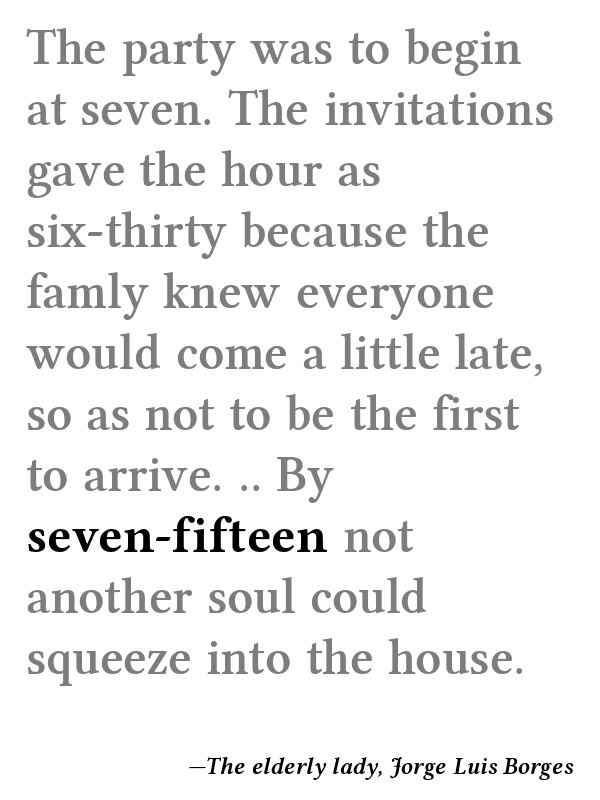 The party was to begin
at seven. The invitations
gave the hour as
six-thirty because the
famly knew everyone
would come a little late,
so as not to be the first
to arrive. .. By
seven-fifteen not
another soul could
squeeze into the house.
—The elderly lady, Jorge Luis Borges